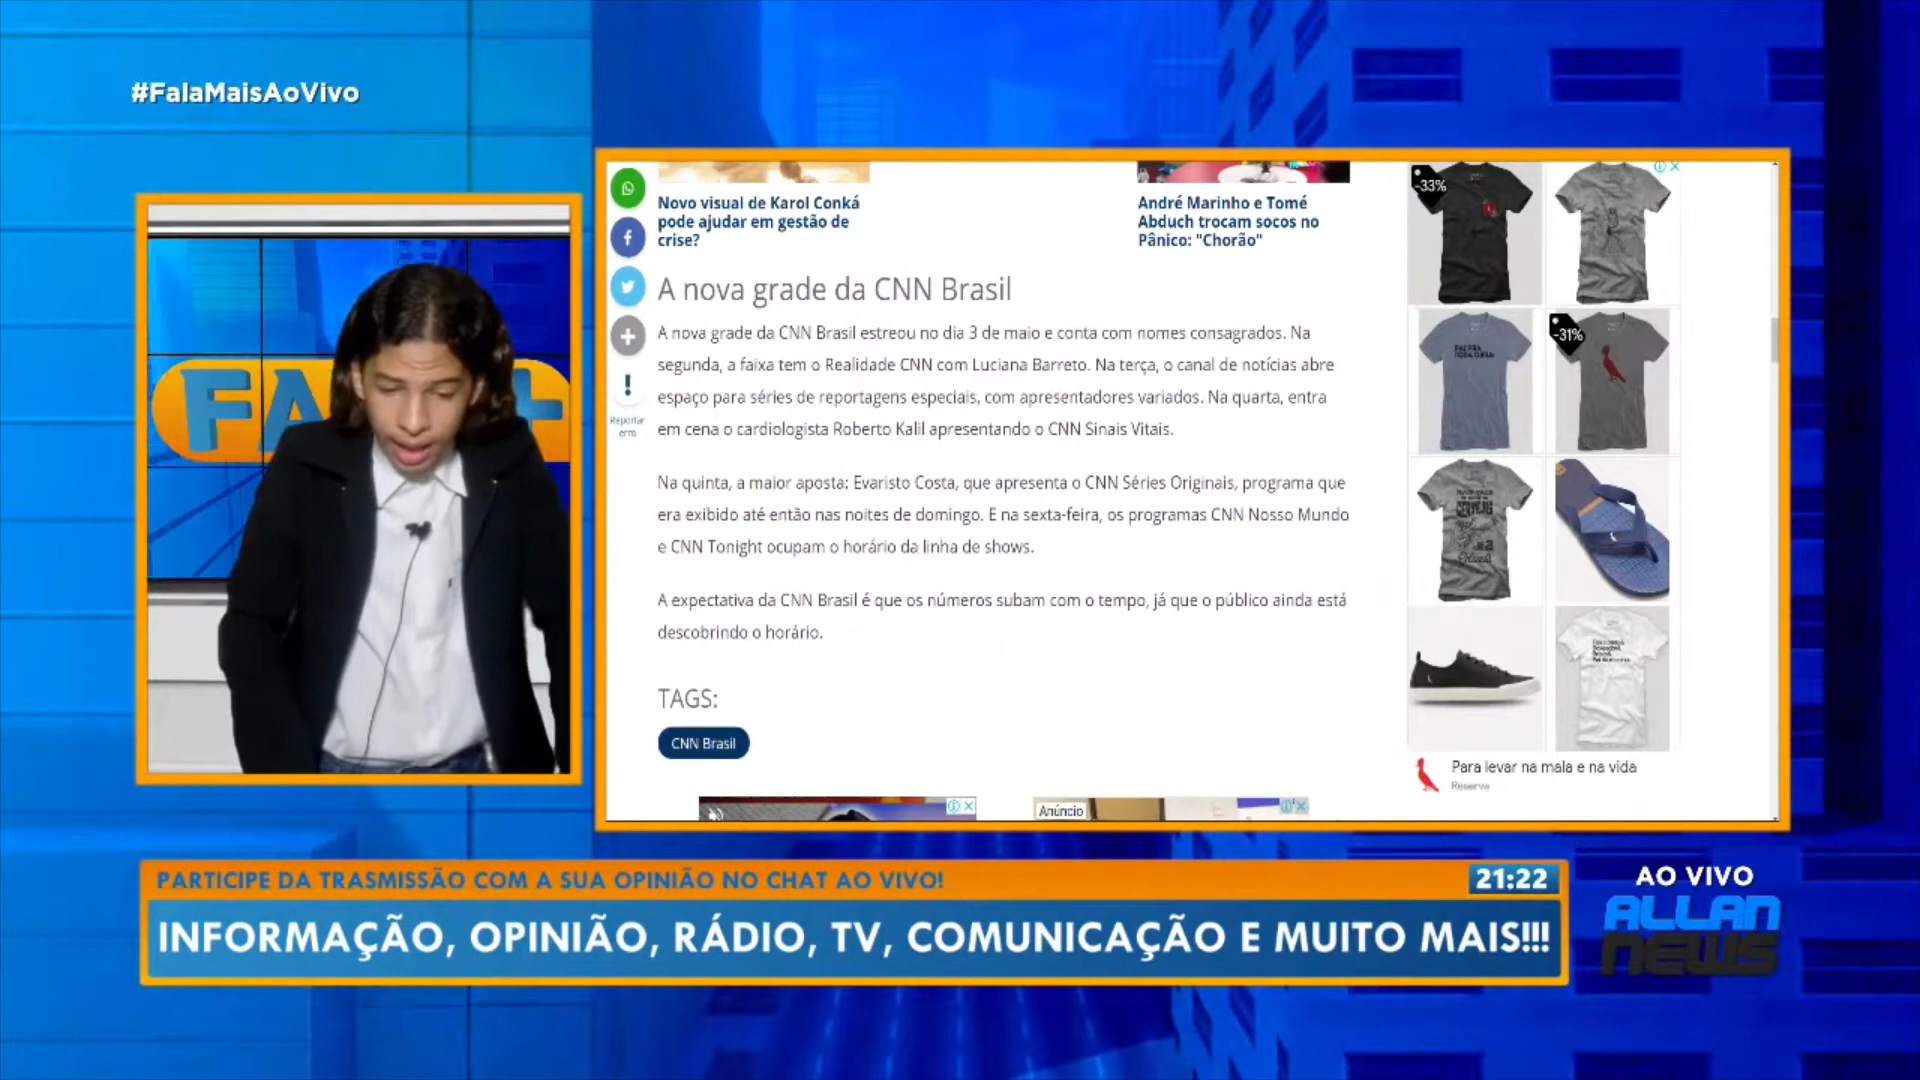 #FalaMaisAoVivo
FA
+
Novo visual de Karol Conká
pode ajudar em gestão de
crise?
André Marinho e Tomé
Abduch trocam socos no
Pânico: "Chorão"
A nova grade da CNN Brasil
A nova grade da CNN Brasil estreou no dia 3 de maio e conta com nomes consagrados. Na
segunda, a faixa tem o Realidade CNN com Luciana Barreto. Na terça, o canal de notícias abre
espaço para séries de reportagens especiais, com apresentadores variados. Na quarta, entra
em cena o cardiologista Roberto Kalil apresentando o CNN Sinais Vitais.
Na quinta, a maior aposta: Evaristo Costa, que apresenta o CNN Séries Originais, programa que
era exibido até então nas noites de domingo. E na sexta-feira, os programas CNN Nosso Mundo
e CNN Tonight ocupam o horário da linha de shows.
A expectativa da CNN Brasil é que os números subam com o tempo, já que o público ainda está
descobrindo o horário.
TAGS:
CNN Brasil
Reportar
erro
-33%
-31%
Para levar na mala e na vida
Reserva
Anúncio
PARTICIPE DA TRASMISSÃO COM A SUA OPINIÃO NO CHAT AO VIVO!
21:22
INFORMAÇÃO, OPINIÃO, RÁDIO, TV, COMUNICAÇÃO E MUITO MAIS!!!
AO VIVO
ALLAN
NEWS